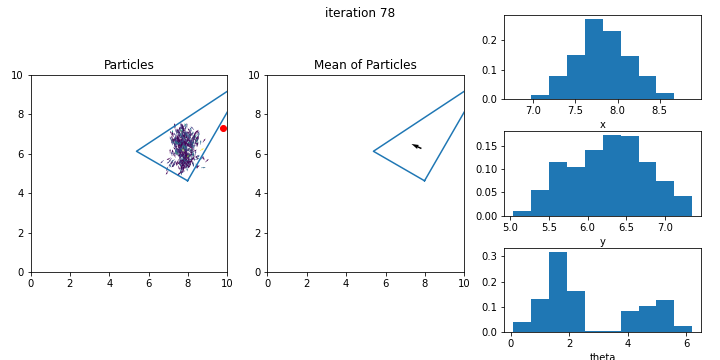 iteration 78
Particles
10
8
6
4
2
0
0 2 4 6 8 10
Mean of Particles
10
8
6
4
2
0
0 2 4 6 8 10
0.2
0.1
0.0
7.0 7.5 8.0 8.5
x
0.15
0.10
0.05
0.00
5.0 5.5 6.0 6.5 7.0
y
0.3
0.2
0.1
0.0
0 2 4 6
theta